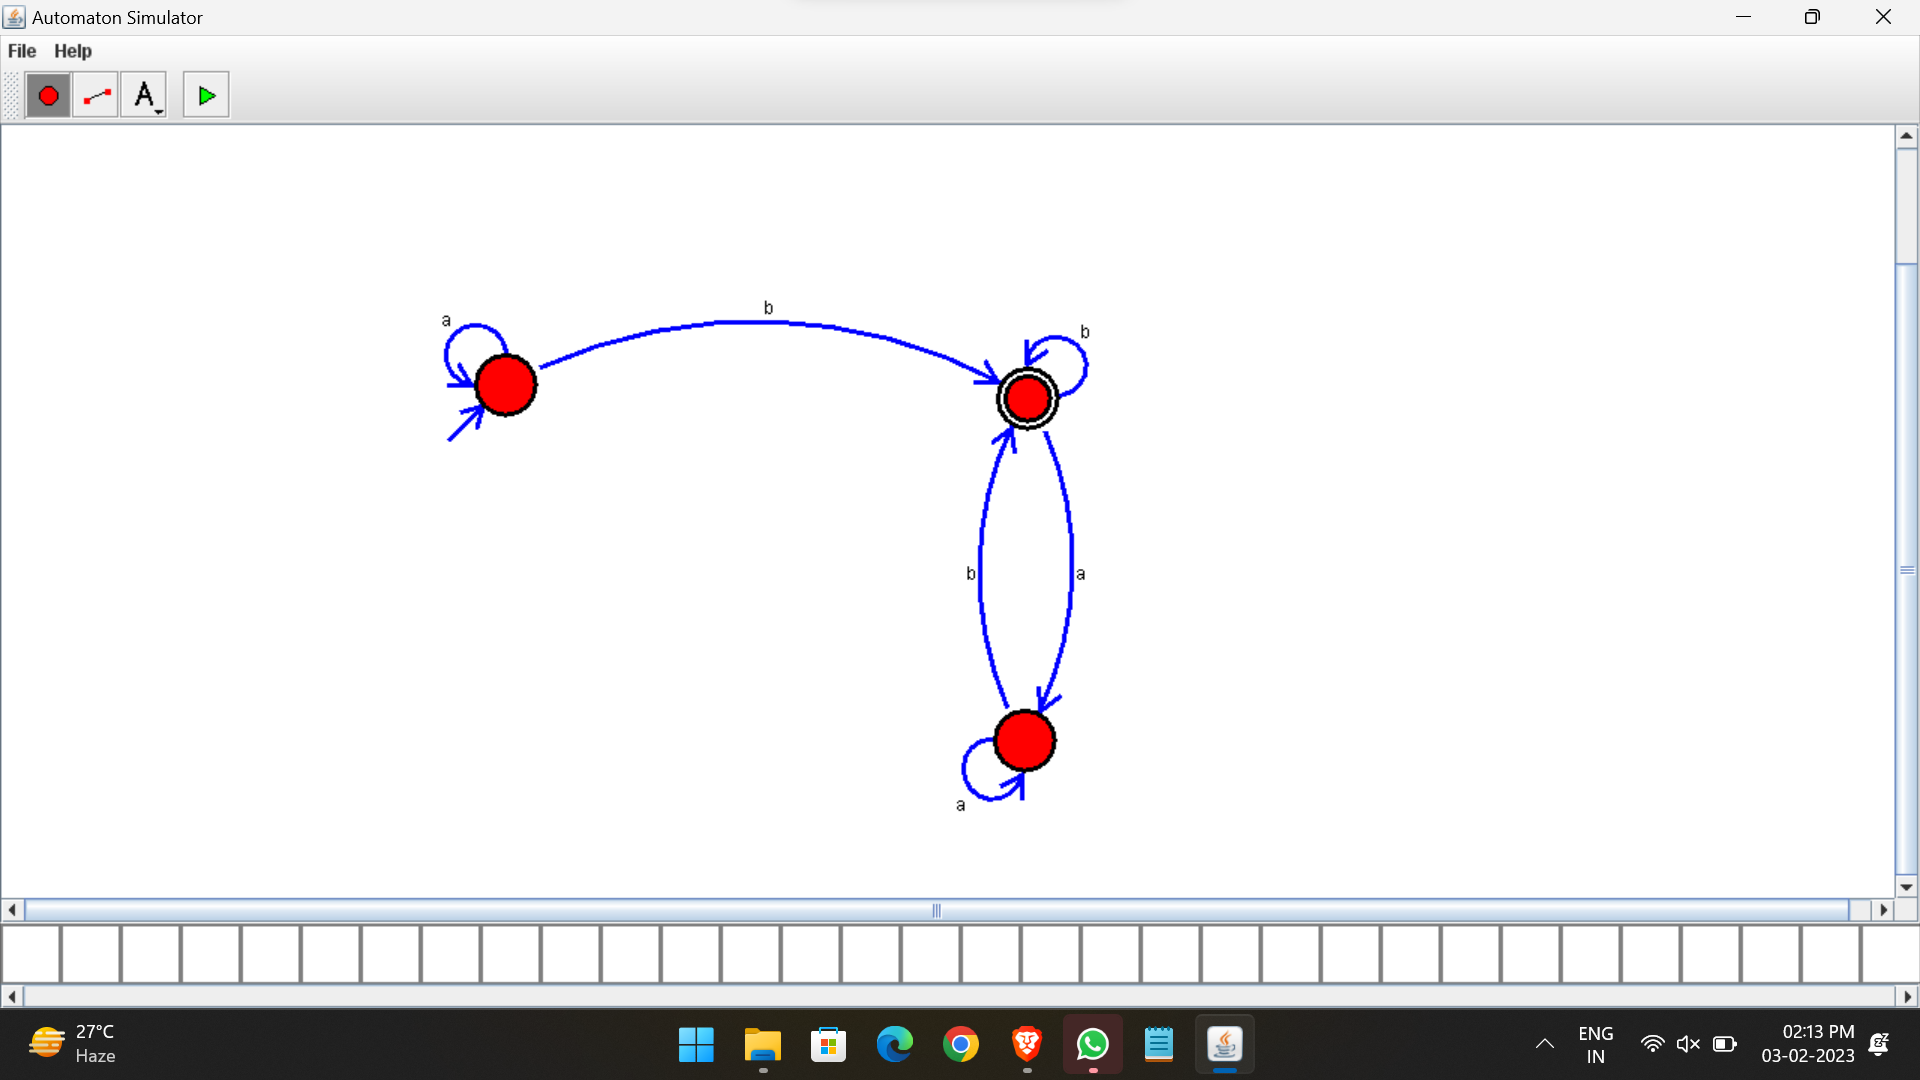 Automaton Simulator
File Help
A
a
b
b
b
a
a
27°C
Haze
ENG
IN
02:13 PM
03-02-2023